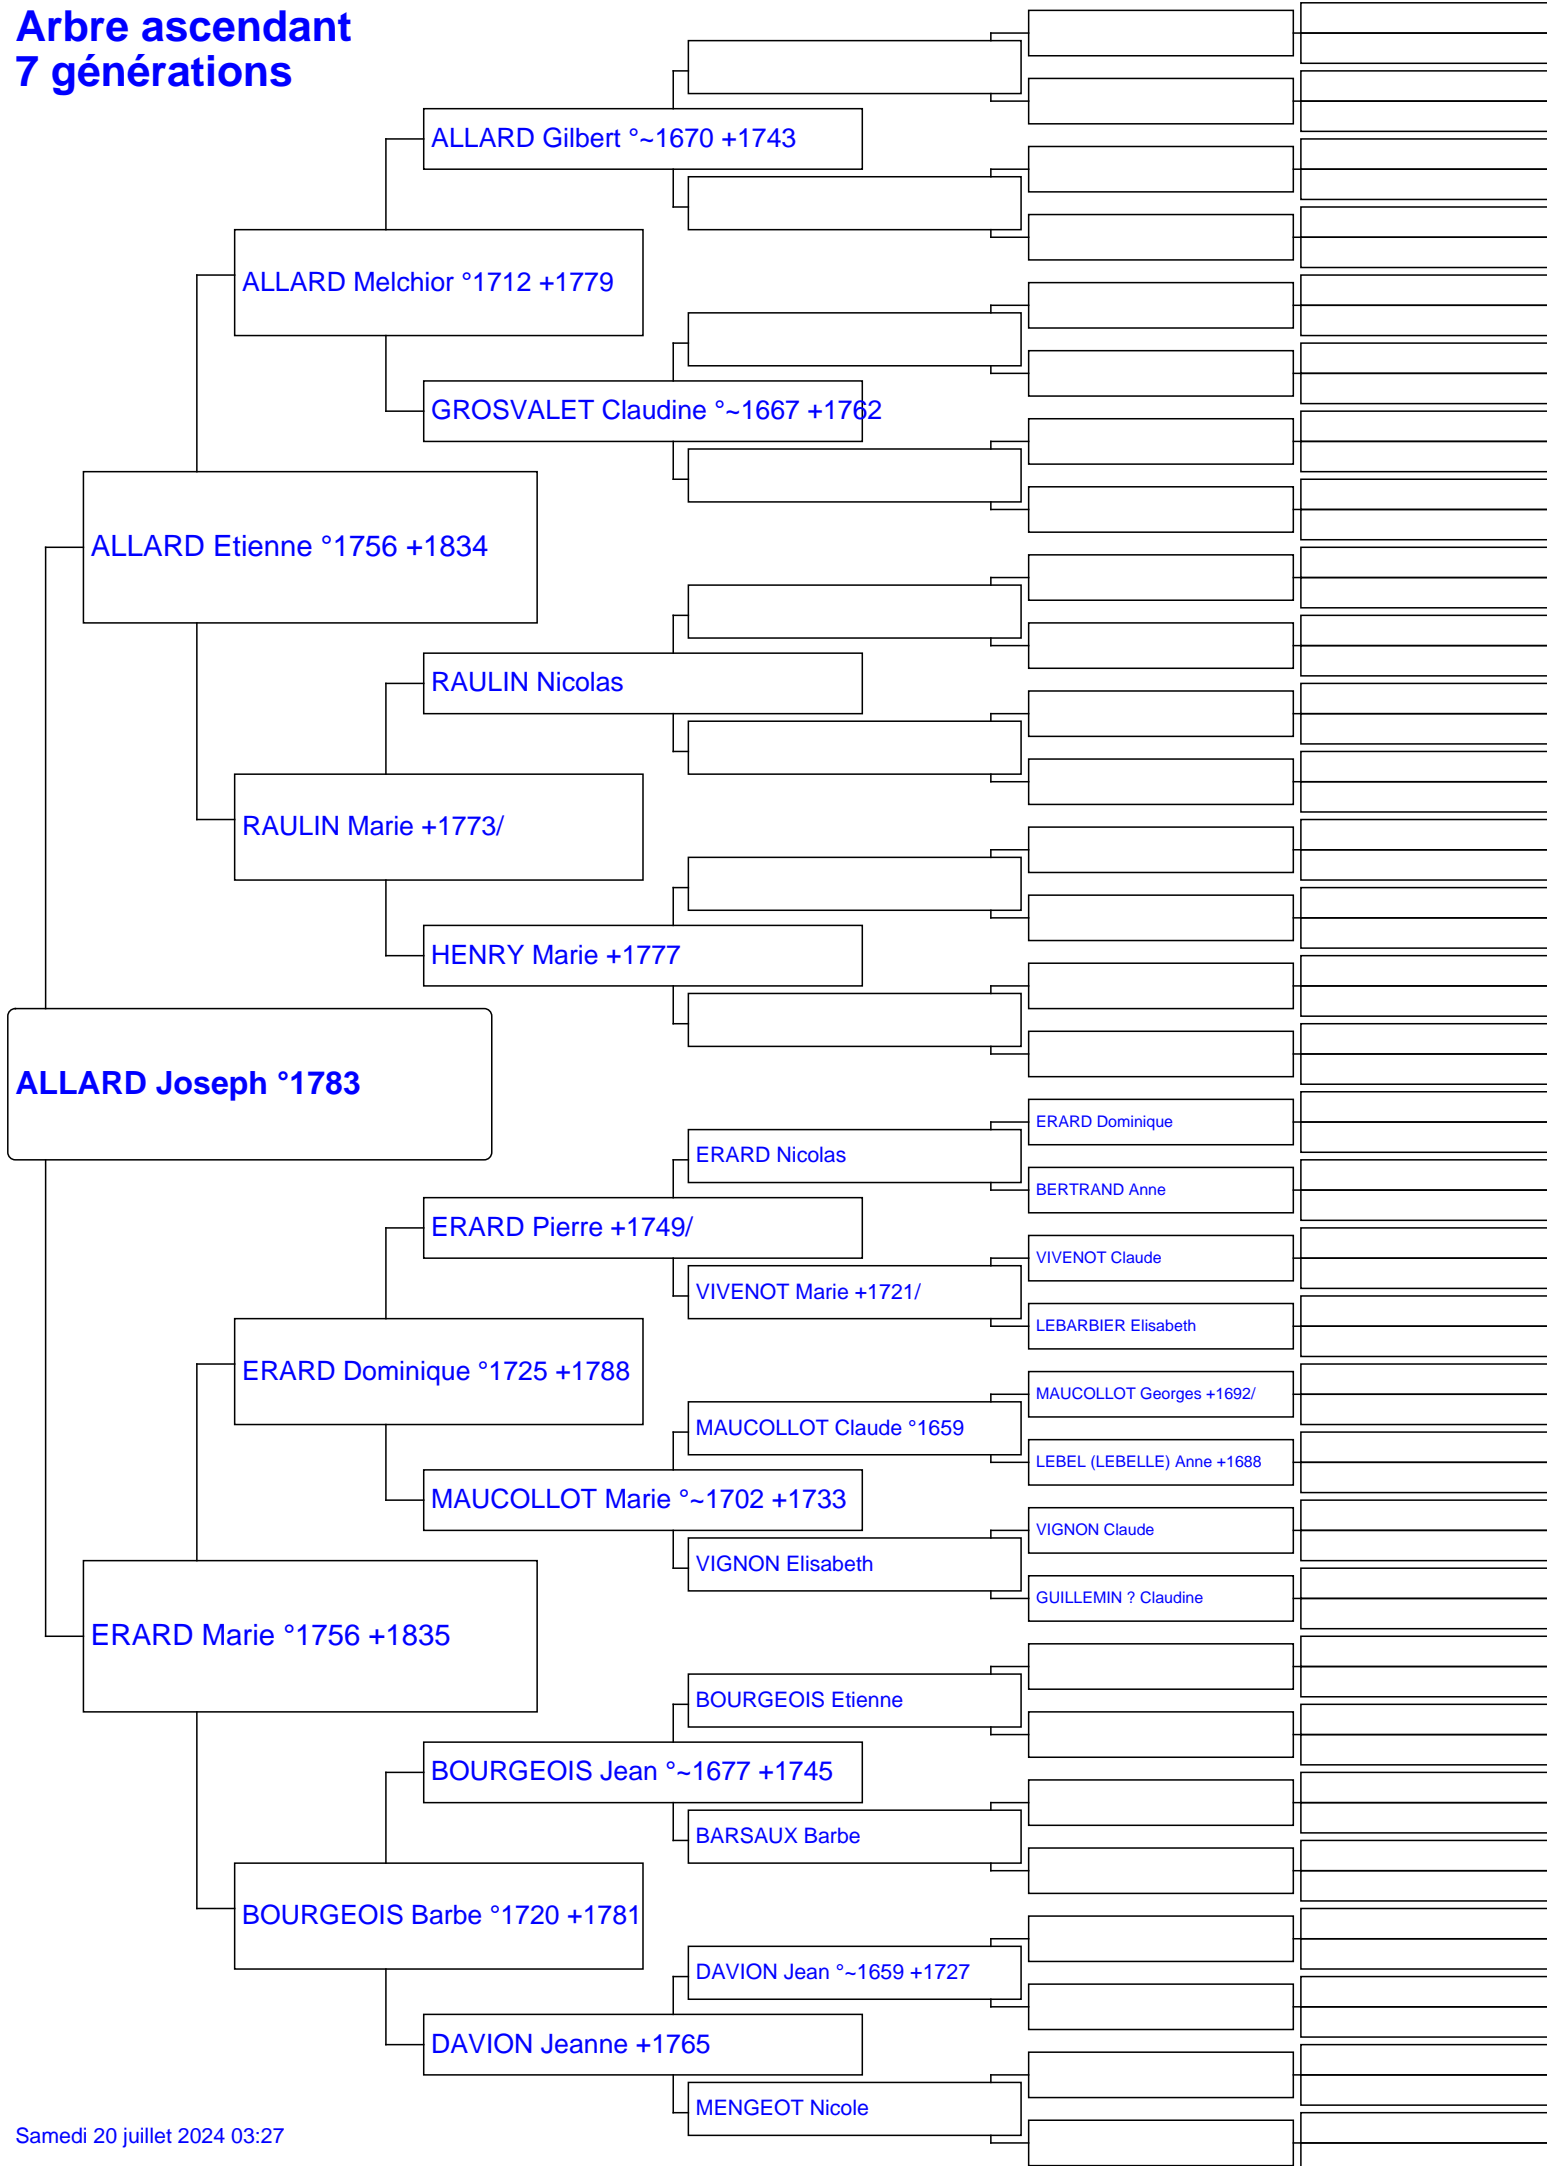 Arbre ascendant
7 générations
ALLARD Gilbert °~1670 +1743
ALLARD Melchior °1712 +1779
GROSVALET Claudine °~1667 +1762
ALLARD Etienne °1756 +1834
RAULIN Nicolas
RAULIN Marie +1773/
HENRY Marie +1777
ALLARD Joseph °1783
ERARD Dominique
ERARD Nicolas
BERTRAND Anne
ERARD Pierre +1749/
VIVENOT Claude
VIVENOT Marie +1721/
LEBARBIER Elisabeth
ERARD Dominique °1725 +1788
MAUCOLLOT Georges +1692/
MAUCOLLOT Claude °1659
LEBEL (LEBELLE) Anne +1688
MAUCOLLOT Marie °~1702 +1733
VIGNON Claude
VIGNON Elisabeth
GUILLEMIN ? Claudine
ERARD Marie °1756 +1835
BOURGEOIS Etienne
BOURGEOIS Jean °~1677 +1745
BARSAUX Barbe
BOURGEOIS Barbe °1720 +1781
DAVION Jean °~1659 +1727
DAVION Jeanne +1765
MENGEOT Nicole
Samedi 20 juillet 2024 03:27